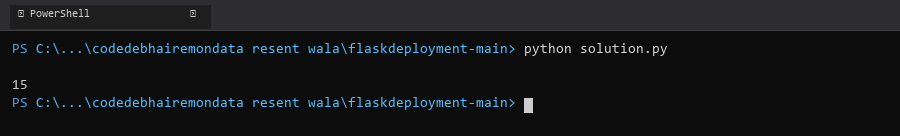 PowerShell
PS C:\...\codedebhairemondata resent wala\flaskdeployment-main> python solution.py
15
PS C:\...\codedebhairemondata resent wala\flaskdeployment-main>